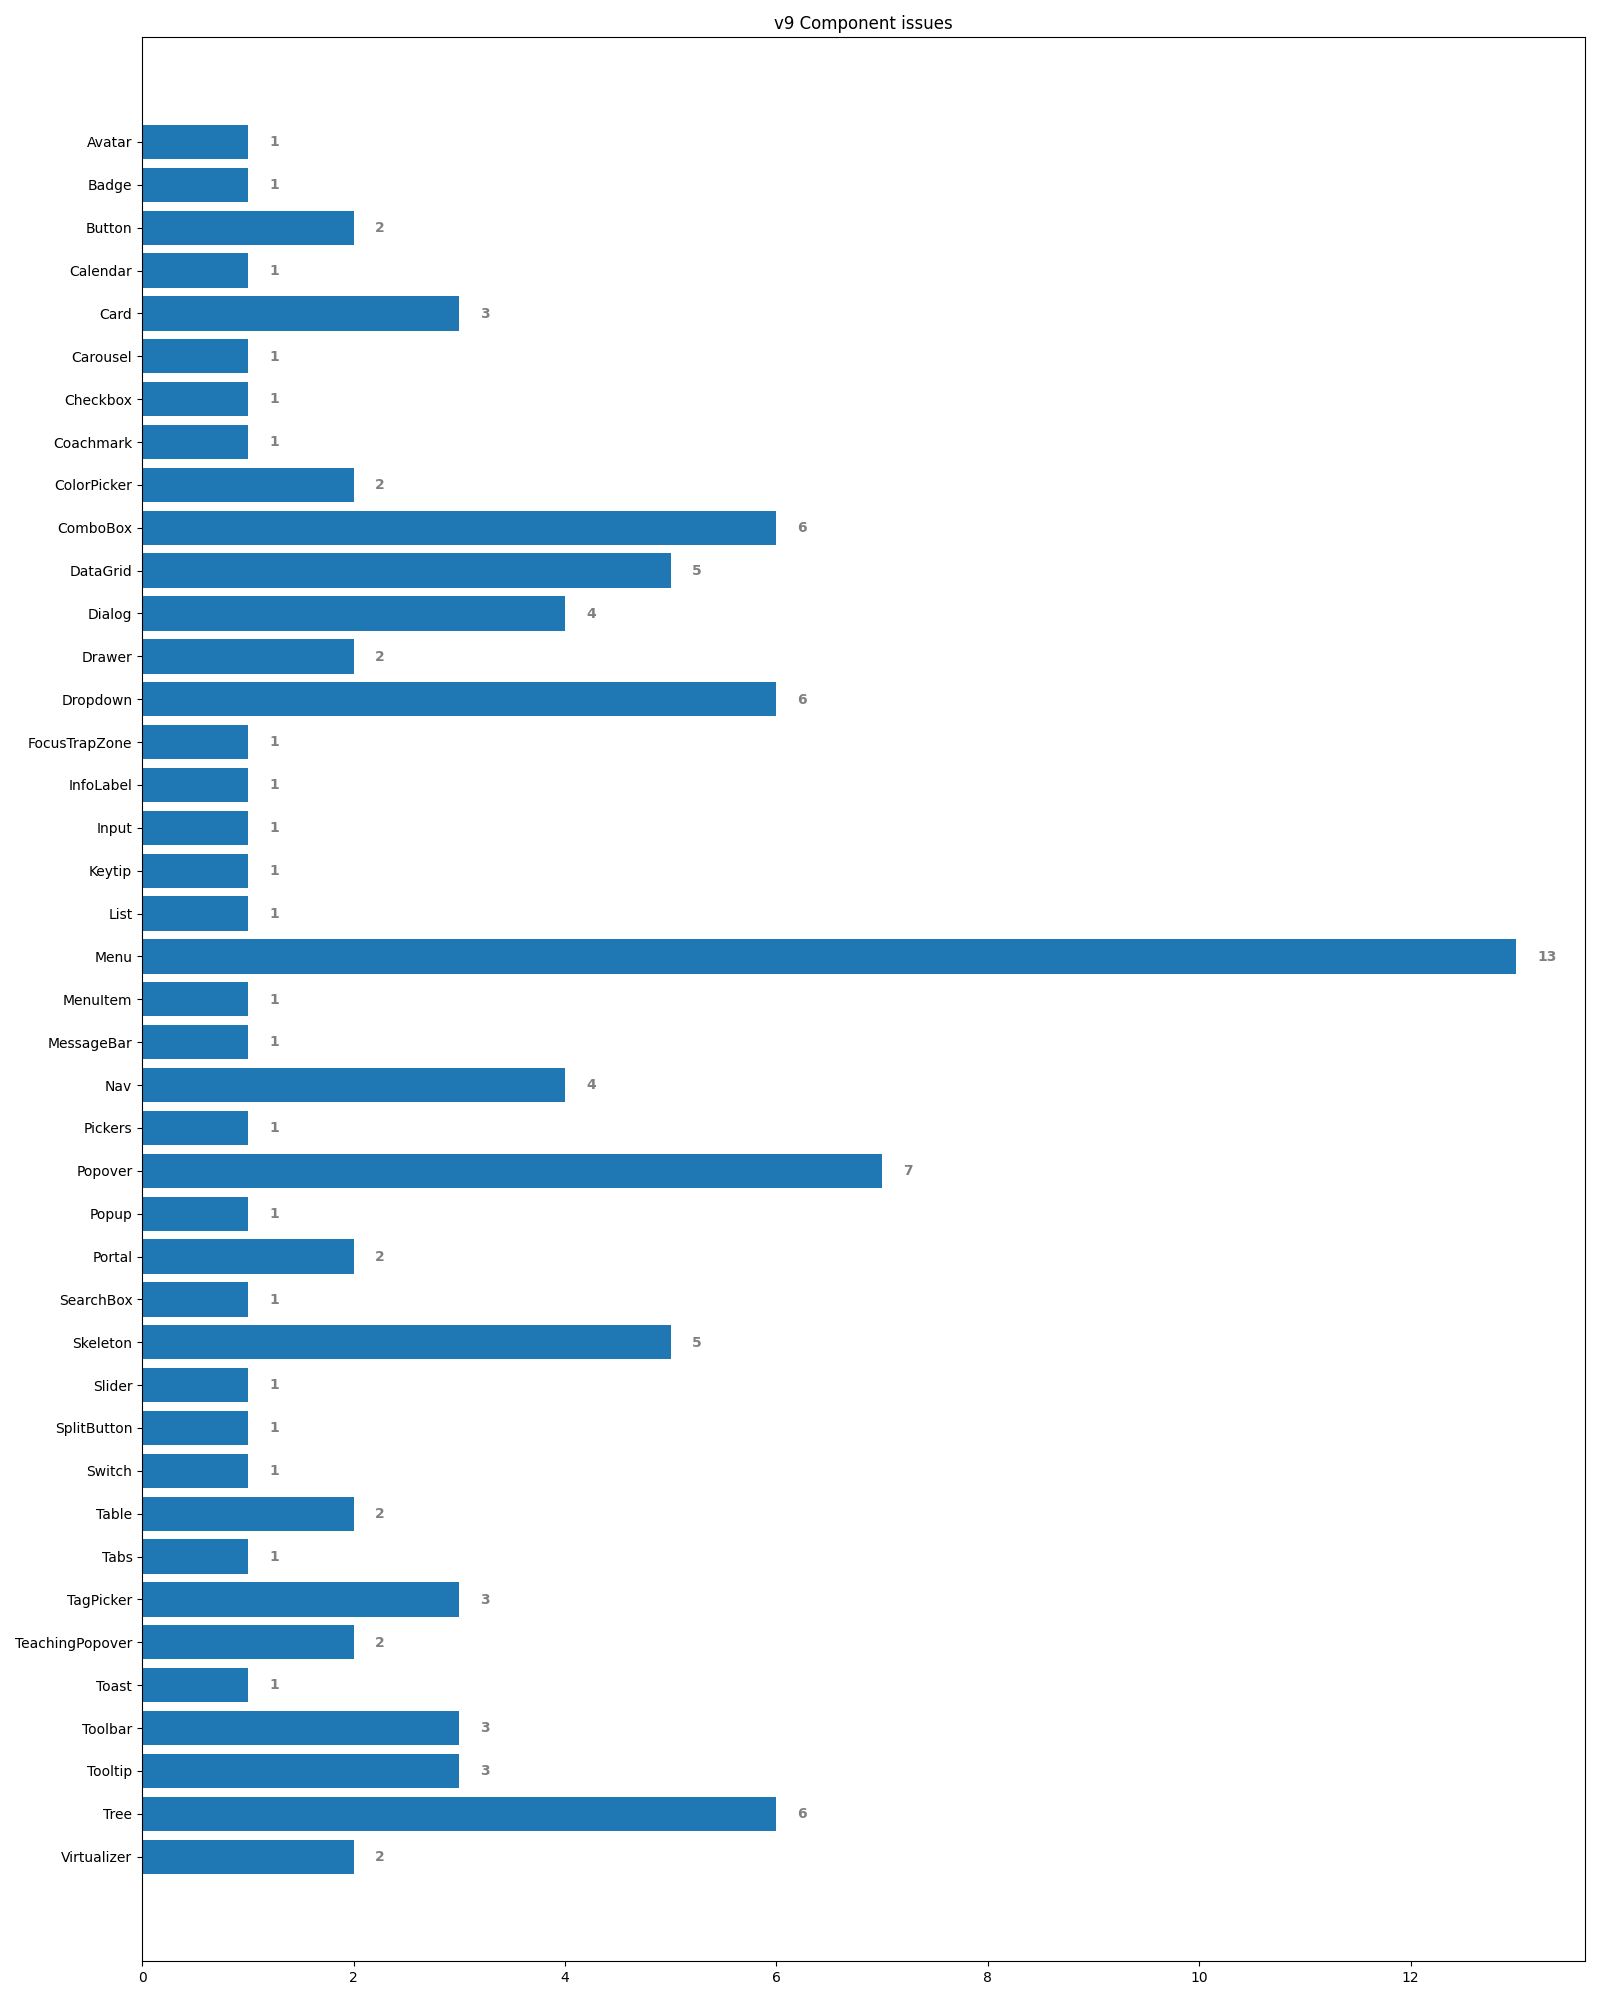 v9 Component issues
Avatar 1
Badge 1
Button 2
Calendar 1
Card 3
Carousel 1
Checkbox 1
Coachmark 1
ColorPicker 2
ComboBox 6
DataGrid 5
Dialog 4
Drawer 2
Dropdown 6
FocusTrapZone 1
InfoLabel 1
Input 1
Keytip 1
List 1
Menu 13
MenuItem 1
MessageBar 1
Nav 4
Pickers 1
Popover 7
Popup 1
Portal 2
SearchBox 1
Skeleton 5
Slider 1
SplitButton 1
Switch 1
Table 2
Tabs 1
TagPicker 3
TeachingPopover 2
Toast 1
Toolbar 3
Tooltip 3
Tree 6
Virtualizer 2
0 2 4 6 8 10 12